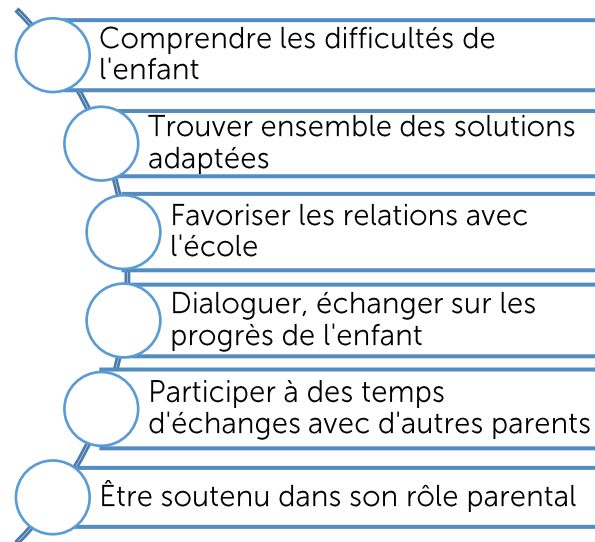 Comprendre les difficultés de
l'enfant
Trouver ensemble des solutions
adaptées
Favoriser les relations avec
l'école
Dialoguer, échanger sur les
progrès de l'enfant
Participer à des temps
d'échanges avec d'autres parents
Être soutenu dans son rôle parental